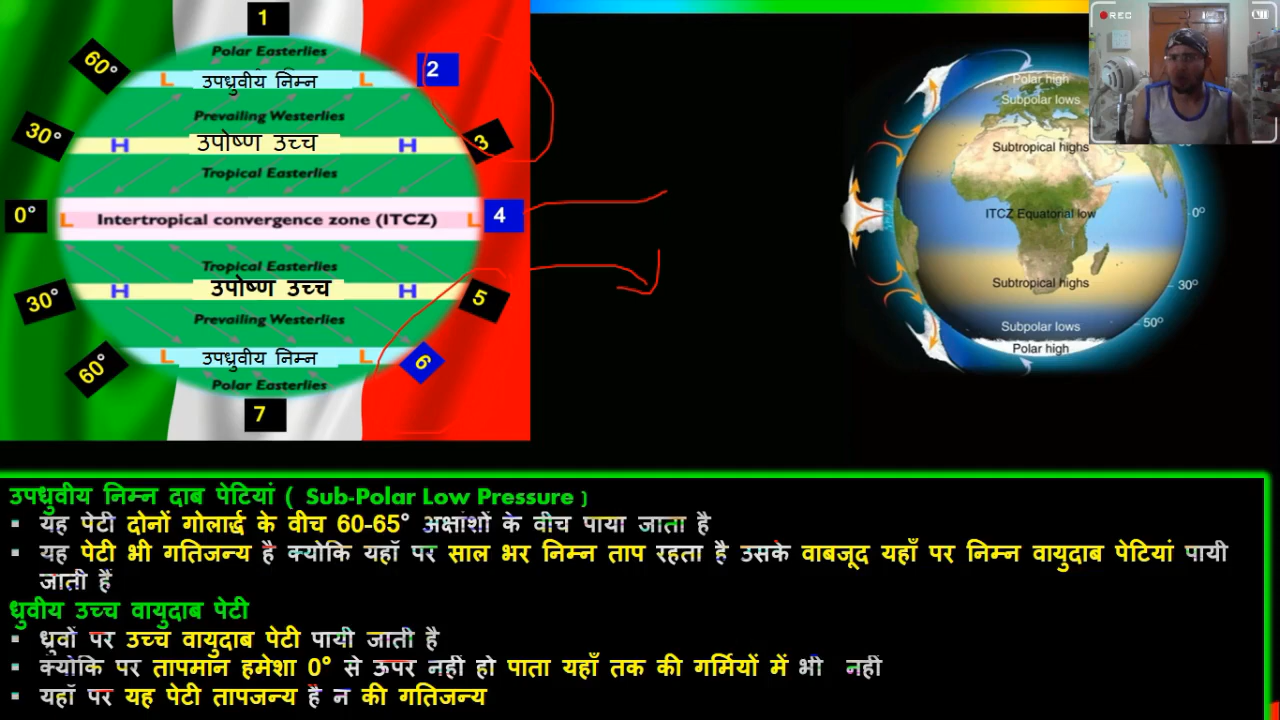 1
Polar Easterlies
60° L उपध्रुवीय निम्न L 2
Prevailing Westerlies
30° H उपोष्ण उच्च H 3
Tropical Easterlies
0° L Intertropical convergence zone (ITCZ) L 4
Tropical Easterlies
30° H उपोष्ण उच्च H 5
Prevailing Westerlies
60° L उपध्रुवीय निम्न L 6
Polar Easterlies
7
REC
Polar high
Subpolar lows
Subtropical highs
ITCZ Equatorial low 0°
Subtropical highs 30°
Subpolar lows 50°
Polar high
उपध्रुवीय निम्न दाब पेटियां ( Sub-Polar Low Pressure )
▪ यह पेटी दोनों गोलार्द्ध के वीच 60-65° अक्षांशों के वीच पाया जाता है
▪ यह पेटी भी गतिजन्य है क्योकि यहॉ पर साल भर निम्न ताप रहता है उसके वाबजूद यहाँ पर निम्न वायुदाब पेटियां पायी
जाती हैं
ध्रुवीय उच्च वायुदाब पेटी
▪ ध्रुवों पर उच्च वायुदाब पेटी पायी जाती है
▪ क्योकि पर तापमान हमेशा 0° से ऊपर नहीं हो पाता यहाँ तक की गर्मियों में भी नहीं
▪ यहॉ पर यह पेटी तापजन्य है न की गतिजन्य